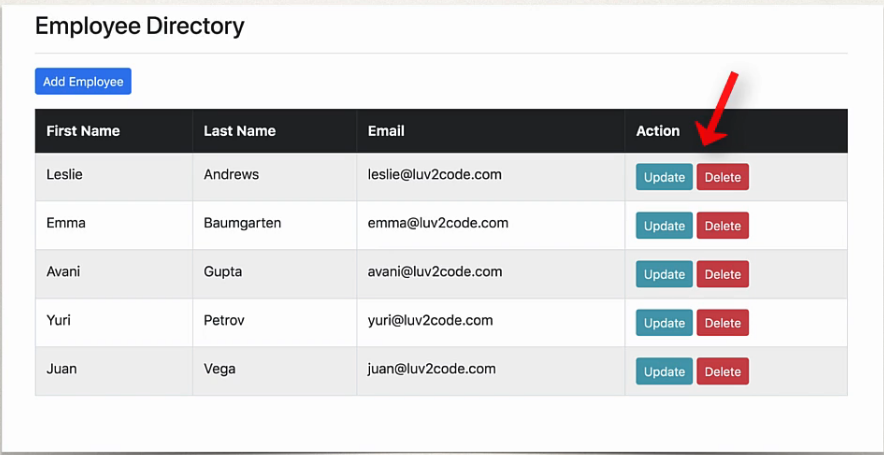 Employee Directory
Add Employee
First Name Last Name Email Action
Leslie Andrews leslie@luv2code.com Update Delete
Emma Baumgarten emma@luv2code.com Update Delete
Avani Gupta avani@luv2code.com Update Delete
Yuri Petrov yuri@luv2code.com Update Delete
Juan Vega juan@luv2code.com Update Delete